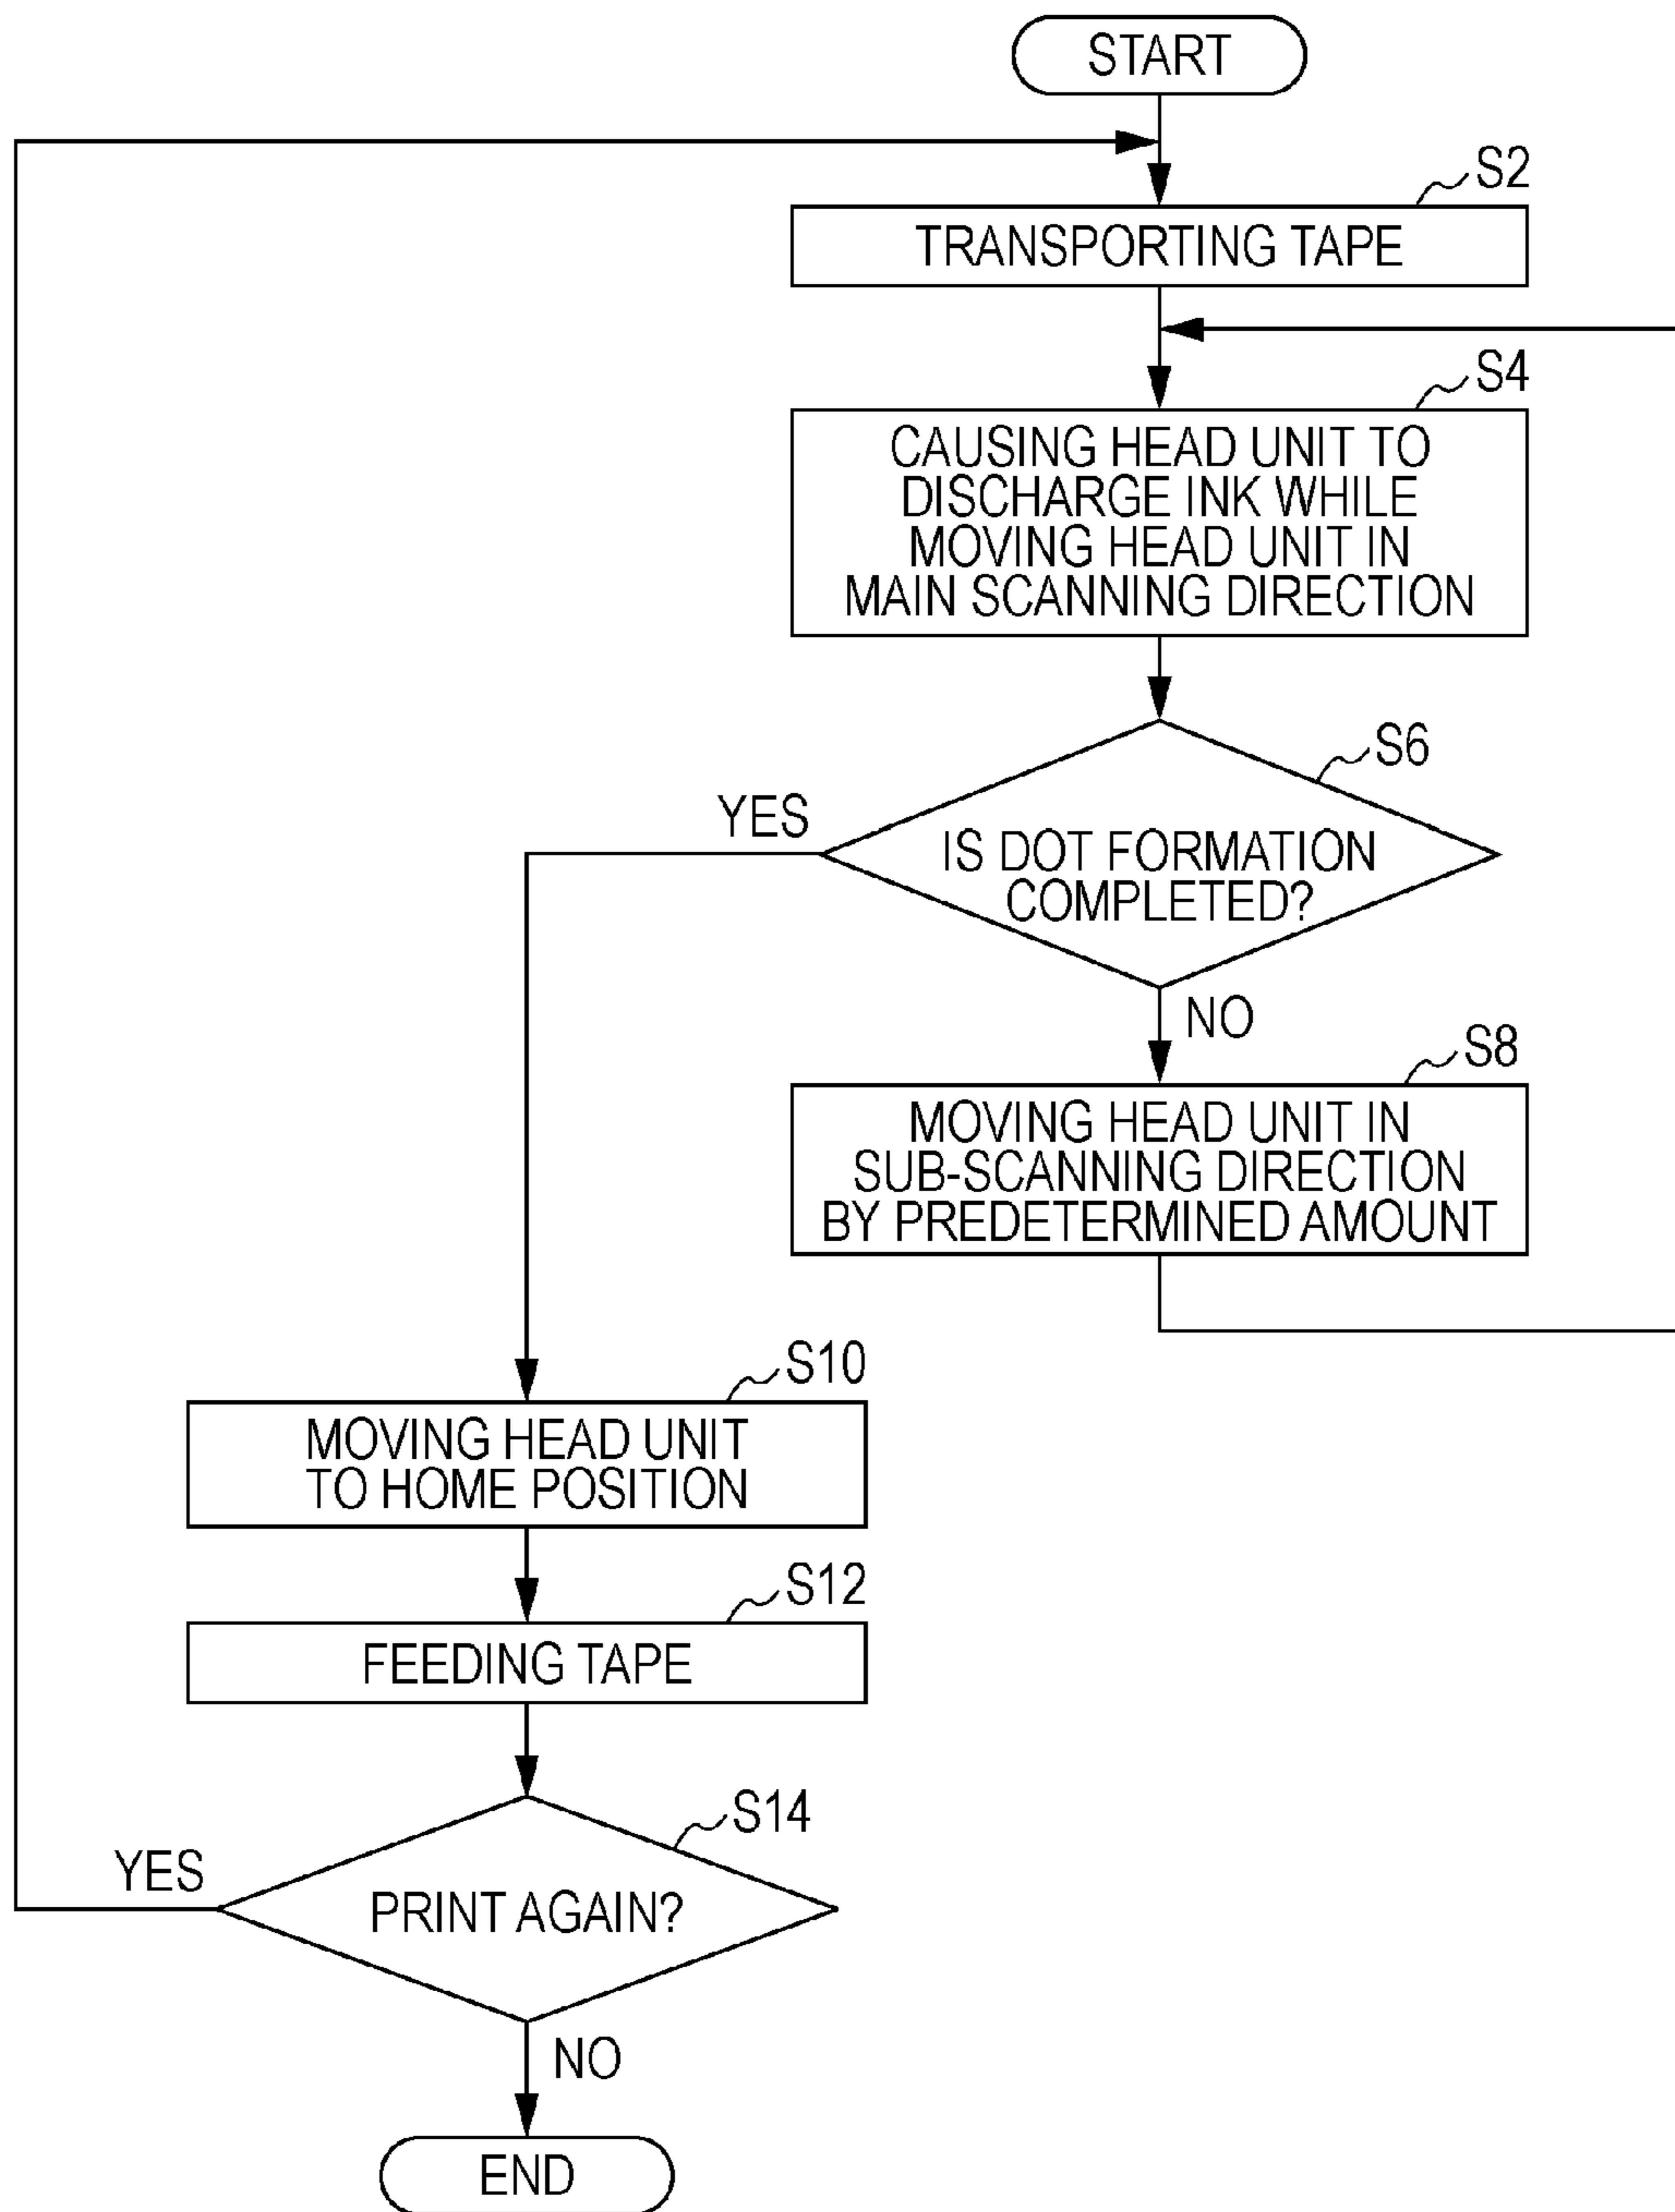 START
S2
TRANSPORTING TAPE
S4
CAUSING HEAD UNIT TO
DISCHARGE INK WHILE
MOVING HEAD UNIT IN
MAIN SCANNING DIRECTION
S6
YES
IS DOT FORMATION
COMPLETED?
NO
S8
MOVING HEAD UNIT IN
SUB-SCANNING DIRECTION
BY PREDETERMINED AMOUNT
S10
MOVING HEAD UNIT
TO HOME POSITION
S12
FEEDING TAPE
S14
YES
PRINT AGAIN?
NO
END